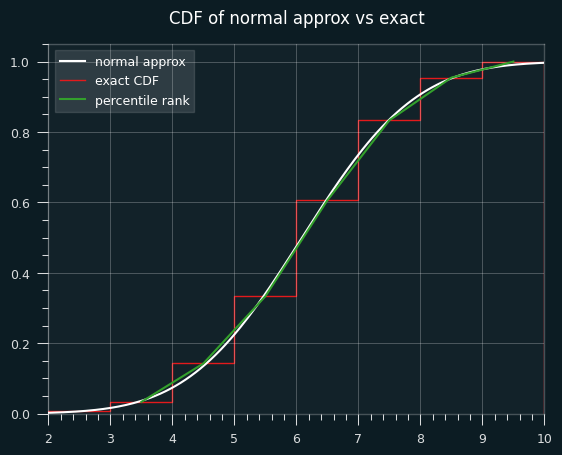 CDF of normal approx vs exact
normal approx
exact CDF
percentile rank
1.0
0.8
0.6
0.4
0.2
0.0
2 3 4 5 6 7 8 9 10